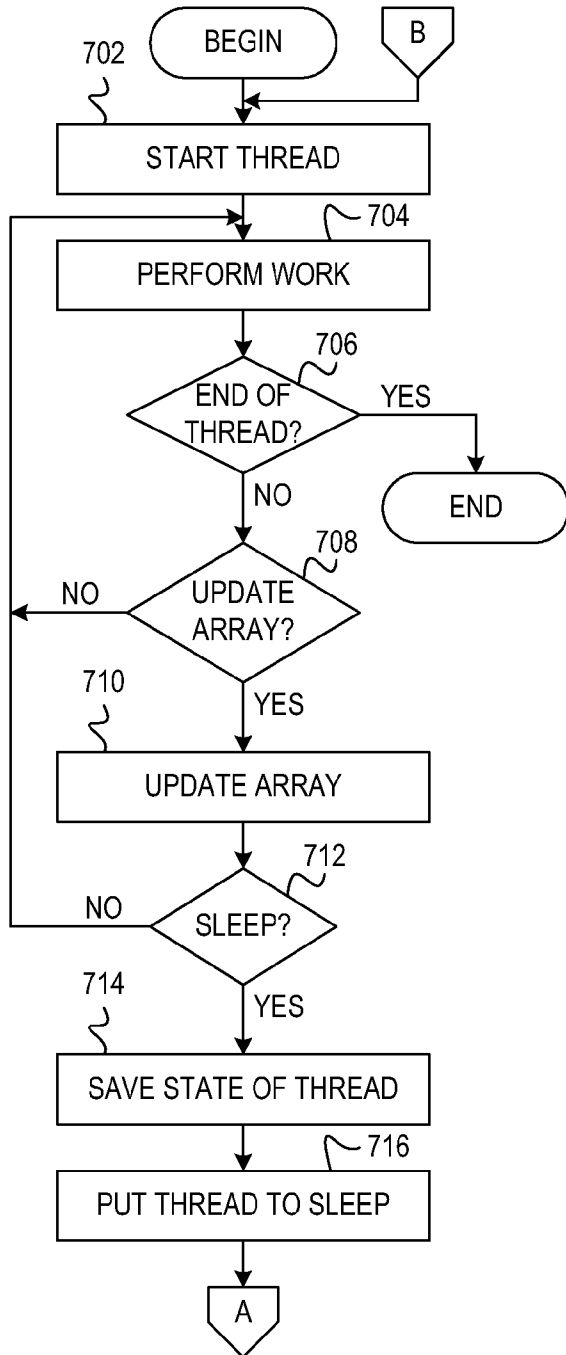 BEGIN
B
702
START THREAD
704
PERFORM WORK
706
END OF
THREAD?
YES
NO
END
708
NO
UPDATE
ARRAY?
YES
710
UPDATE ARRAY
712
NO
SLEEP?
YES
714
SAVE STATE OF THREAD
716
PUT THREAD TO SLEEP
A